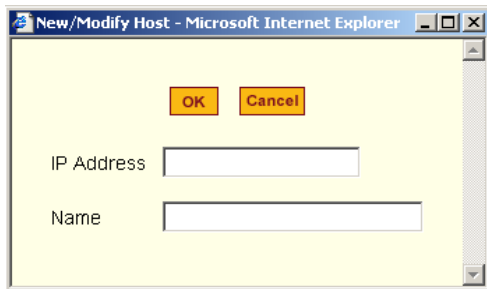 New/Modify Host - Microsoft Internet Explorer
OK Cancel
IP Address
Name